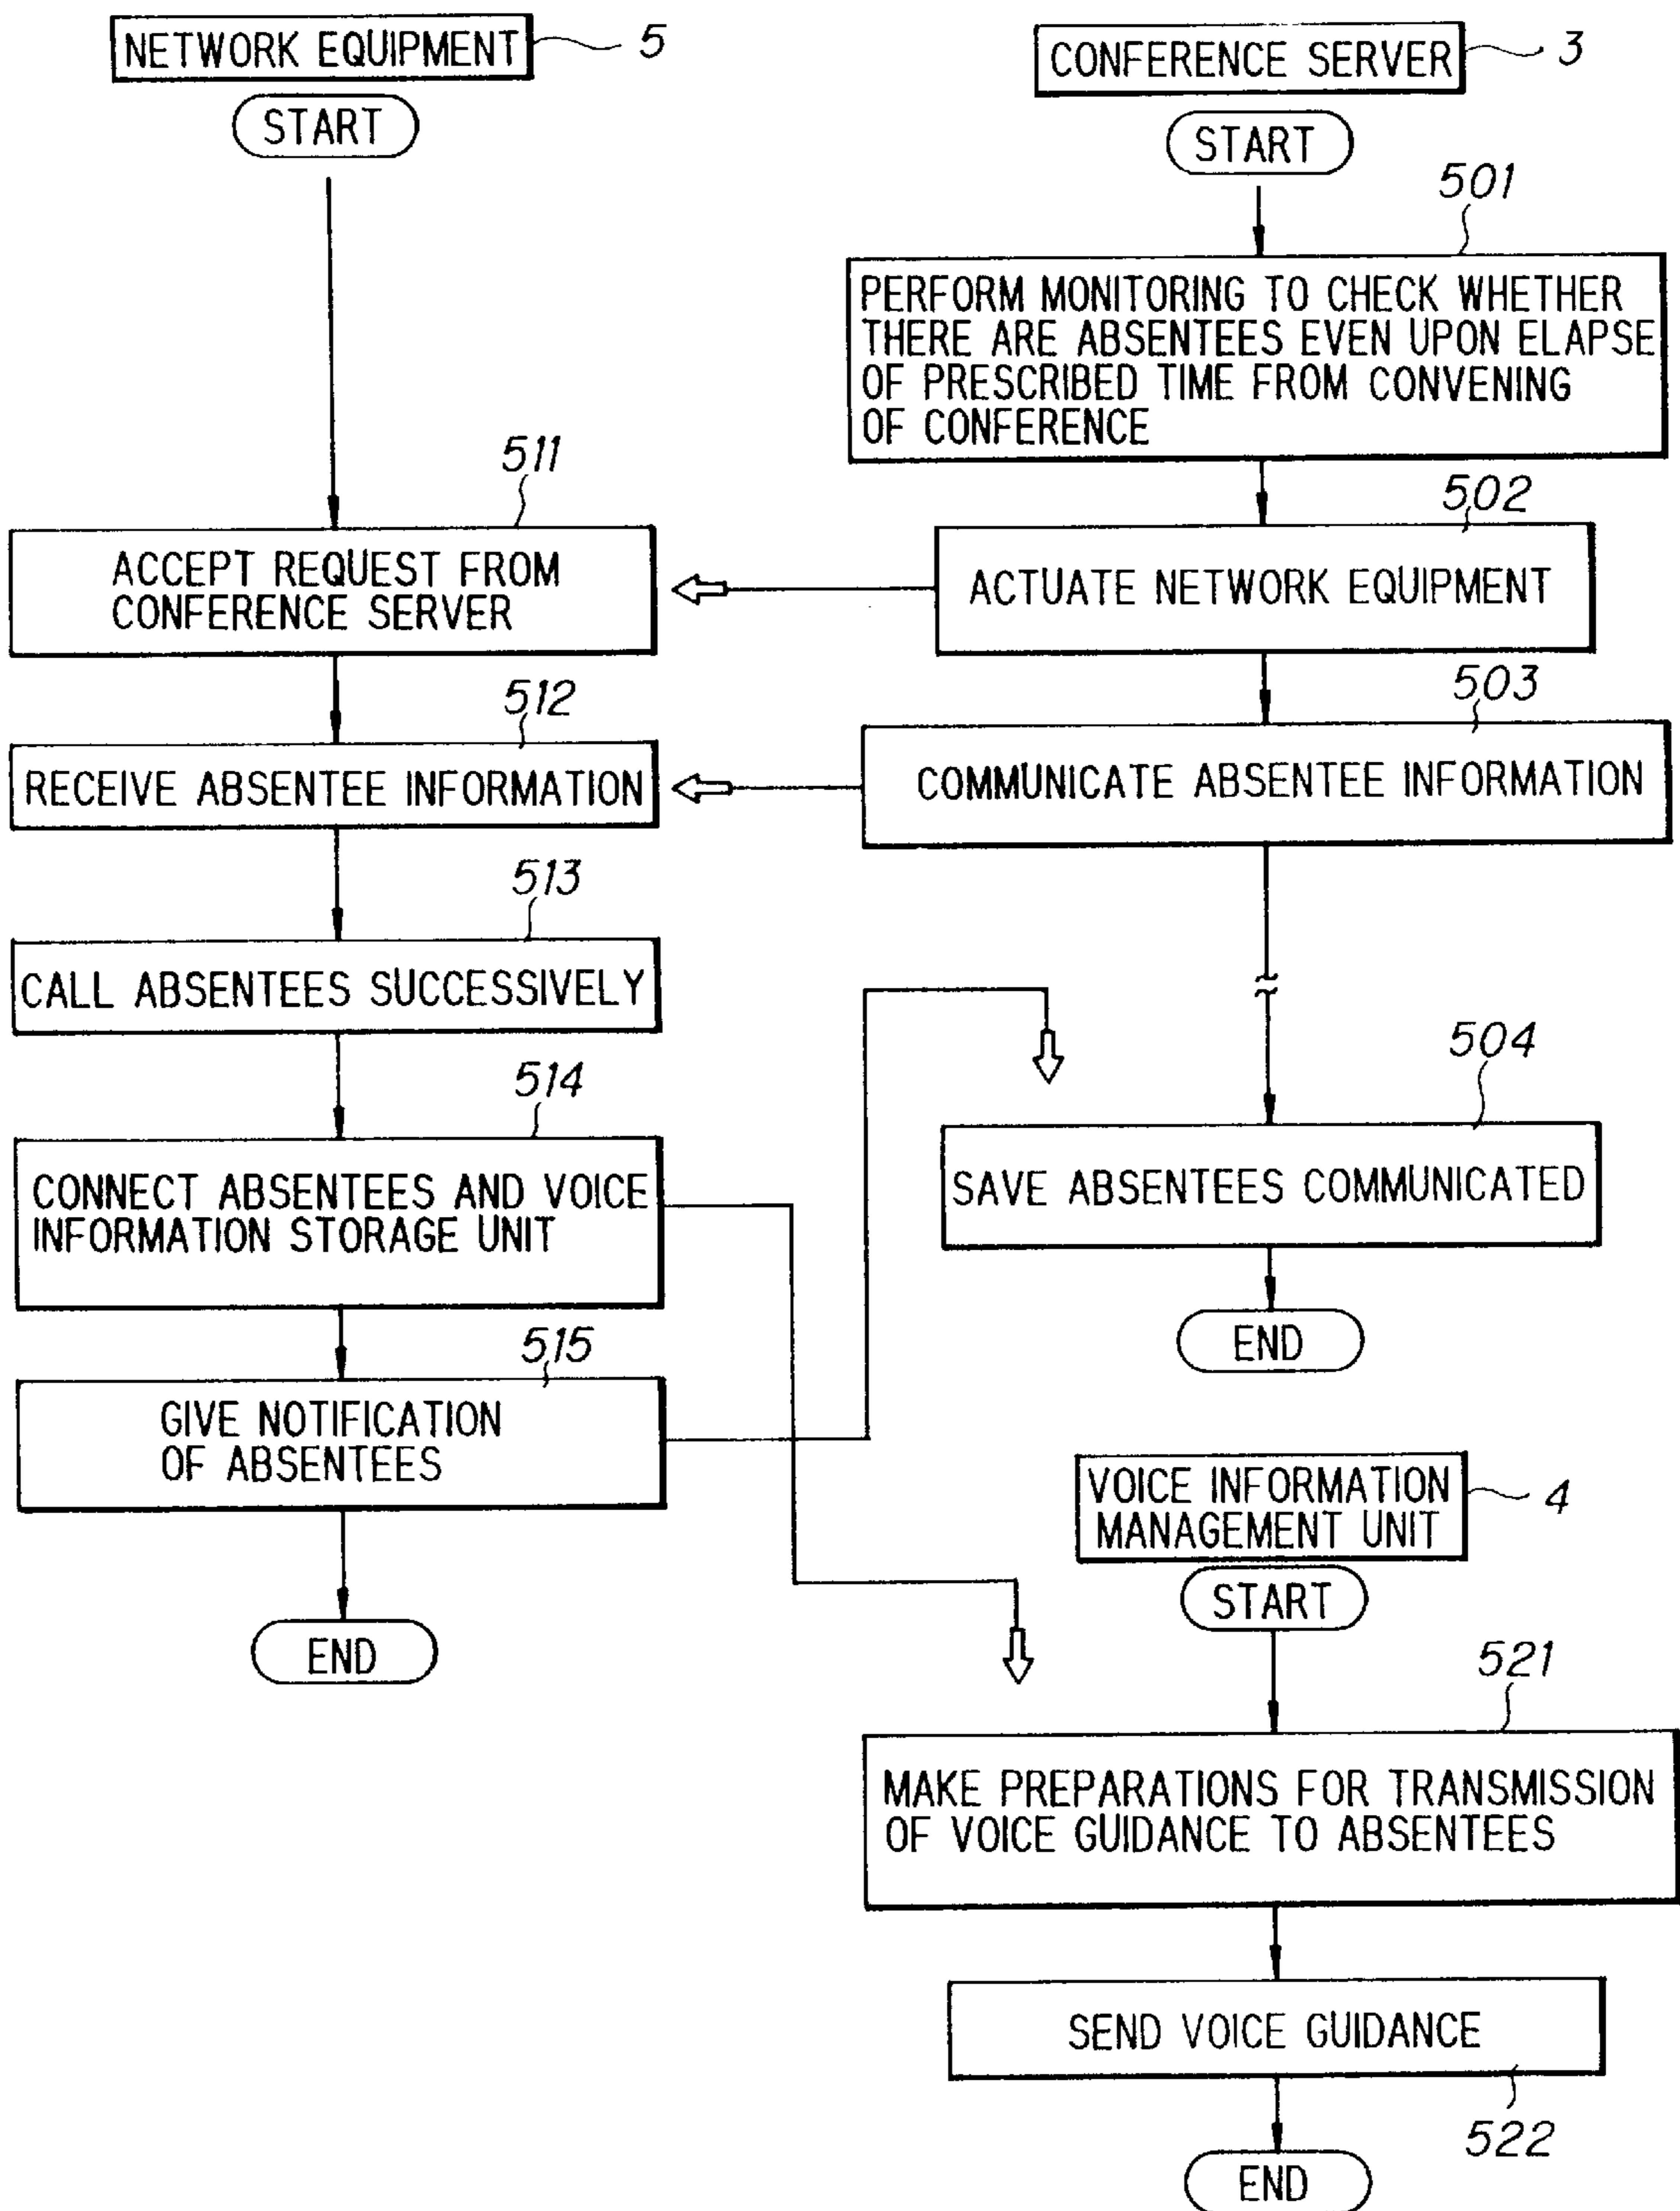 NETWORK EQUIPMENT
5
START
511
ACCEPT REQUEST FROM
CONFERENCE SERVER
512
RECEIVE ABSENTEE INFORMATION
513
CALL ABSENTEES SUCCESSIVELY
514
CONNECT ABSENTEES AND VOICE
INFORMATION STORAGE UNIT
515
GIVE NOTIFICATION
OF ABSENTEES
END
CONFERENCE SERVER
3
START
501
PERFORM MONITORING TO CHECK WHETHER
THERE ARE ABSENTEES EVEN UPON ELAPSE
OF PRESCRIBED TIME FROM CONVENING
OF CONFERENCE
502
ACTUATE NETWORK EQUIPMENT
503
COMMUNICATE ABSENTEE INFORMATION
504
SAVE ABSENTEES COMMUNICATED
END
VOICE INFORMATION
MANAGEMENT UNIT
4
START
521
MAKE PREPARATIONS FOR TRANSMISSION
OF VOICE GUIDANCE TO ABSENTEES
SEND VOICE GUIDANCE
522
END